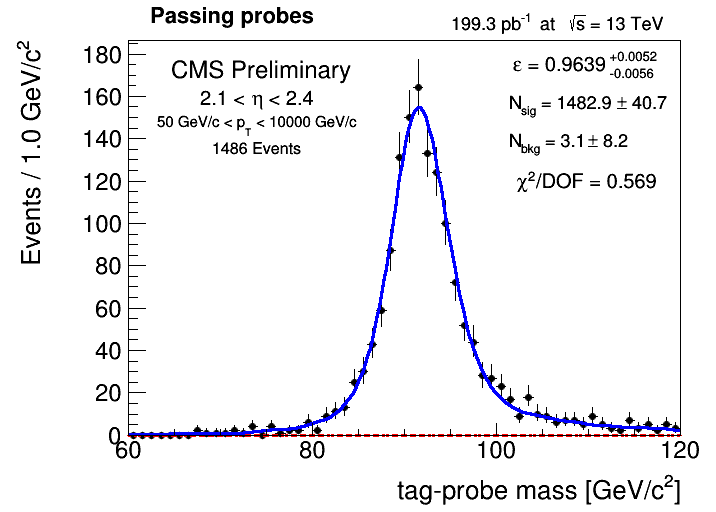 Passing probes
199.3 pb⁻¹ at √s = 13 TeV
CMS Preliminary
2.1 < η < 2.4
50 GeV/c < p_T < 10000 GeV/c
1486 Events
ε = 0.9639 +0.0052 -0.0056
N_sig = 1482.9 ± 40.7
N_bkg = 3.1 ± 8.2
χ²/DOF = 0.569
Events / 1.0 GeV/c²
180
160
140
120
100
80
60
40
20
0
60 80 100 120
tag-probe mass [GeV/c²]